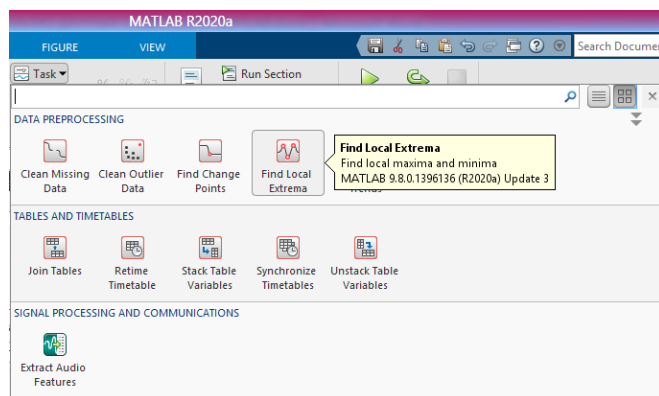 MATLAB R2020a
FIGURE VIEW Search Documen
Task Run Section
DATA PREPROCESSING
Clean Missing Data
Clean Outlier Data
Find Change Points
Find Local Extrema
Trends
Find Local Extrema
Find local maxima and minima
MATLAB 9.8.0.1396136 (R2020a) Update 3
TABLES AND TIMETABLES
Join Tables
Retime Timetable
Stack Table Variables
Synchronize Timetables
Unstack Table Variables
SIGNAL PROCESSING AND COMMUNICATIONS
Extract Audio Features